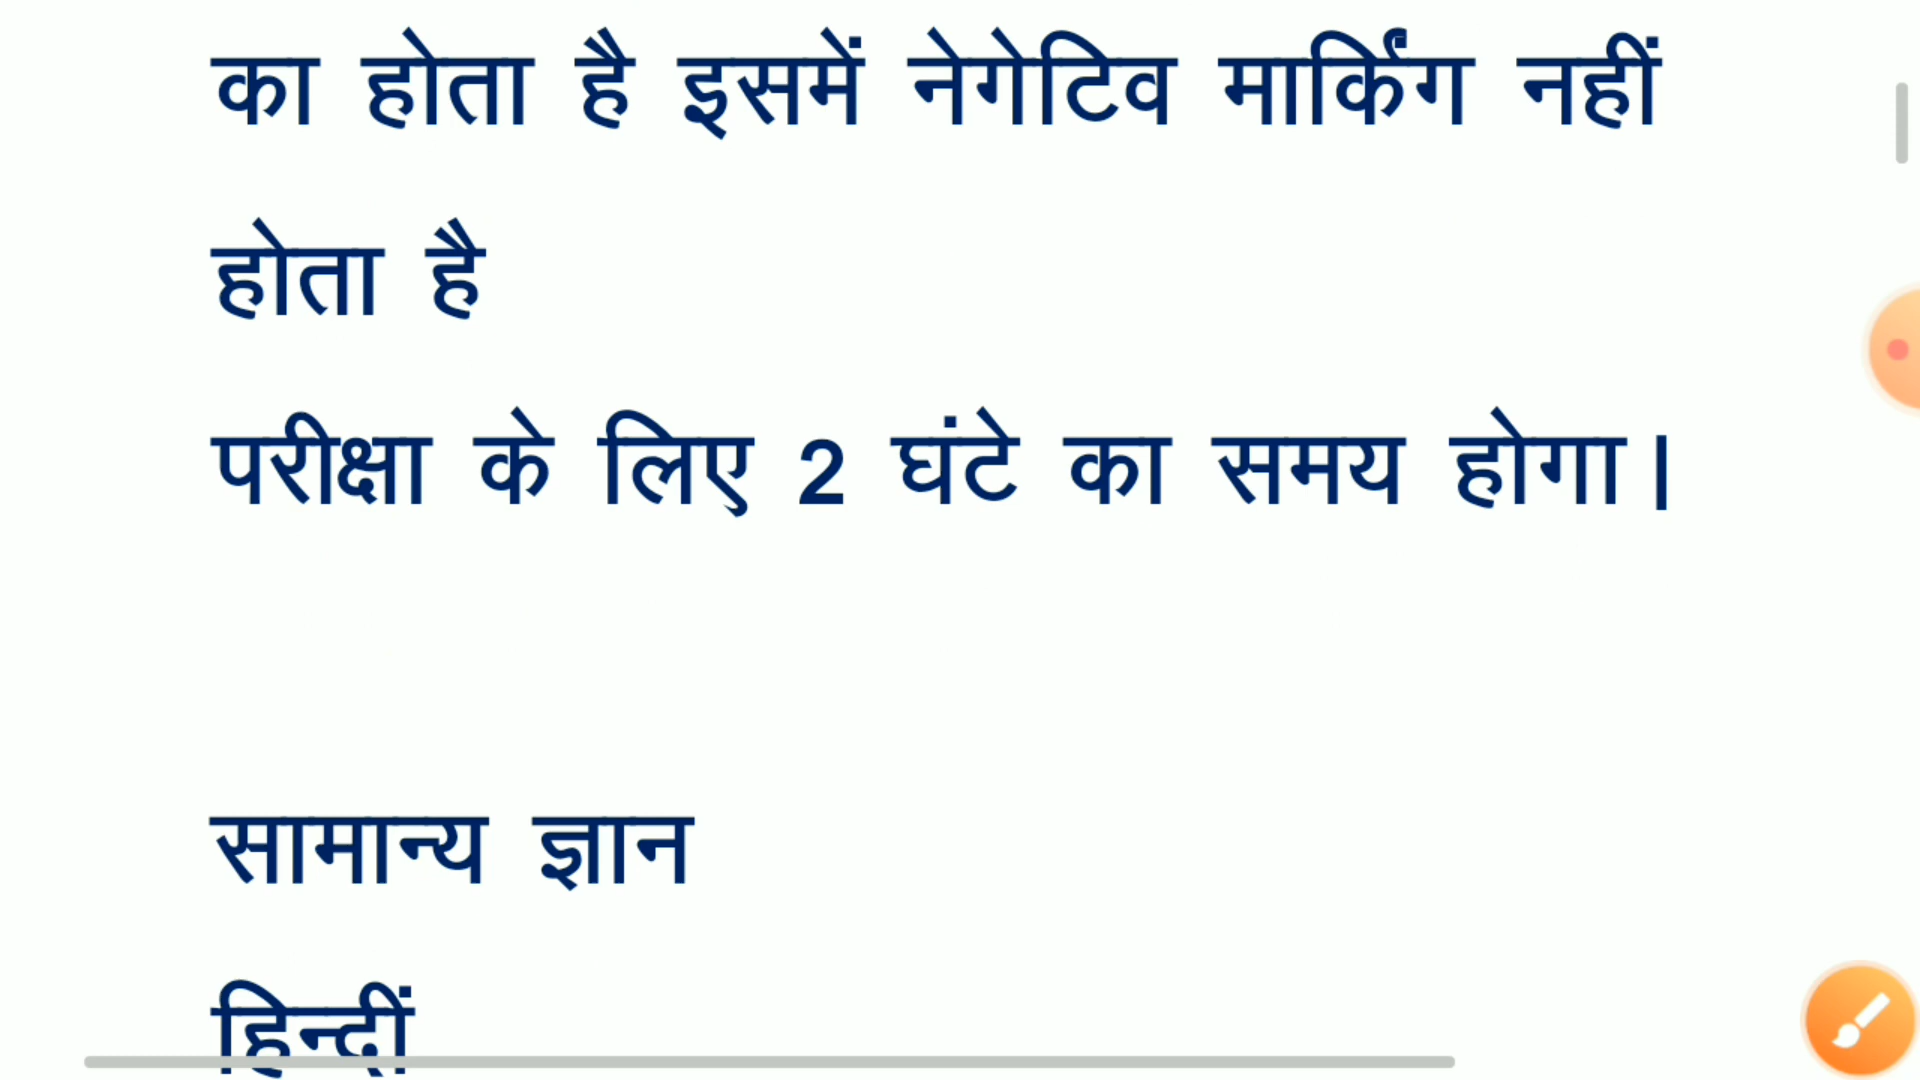 का होता है इसमें नेगेटिव मार्किंग नहीं
होता है
परीक्षा के लिए 2 घंटे का समय होगा।
सामान्य ज्ञान
हिन्दीं